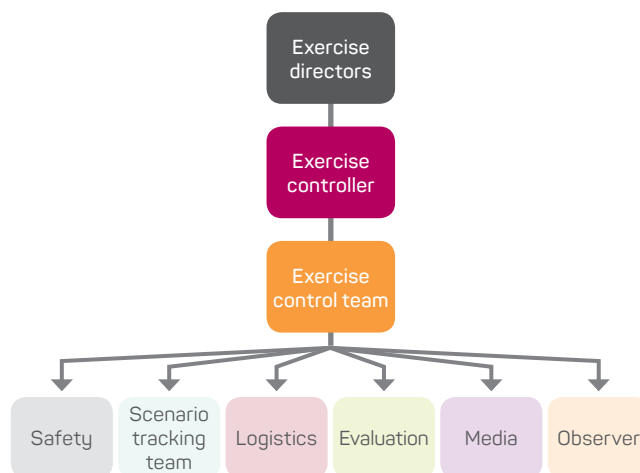 Exercise
directors
Exercise
controller
Exercise
control team
Safety
Scenario
tracking
team
Logistics
Evaluation
Media
Observer